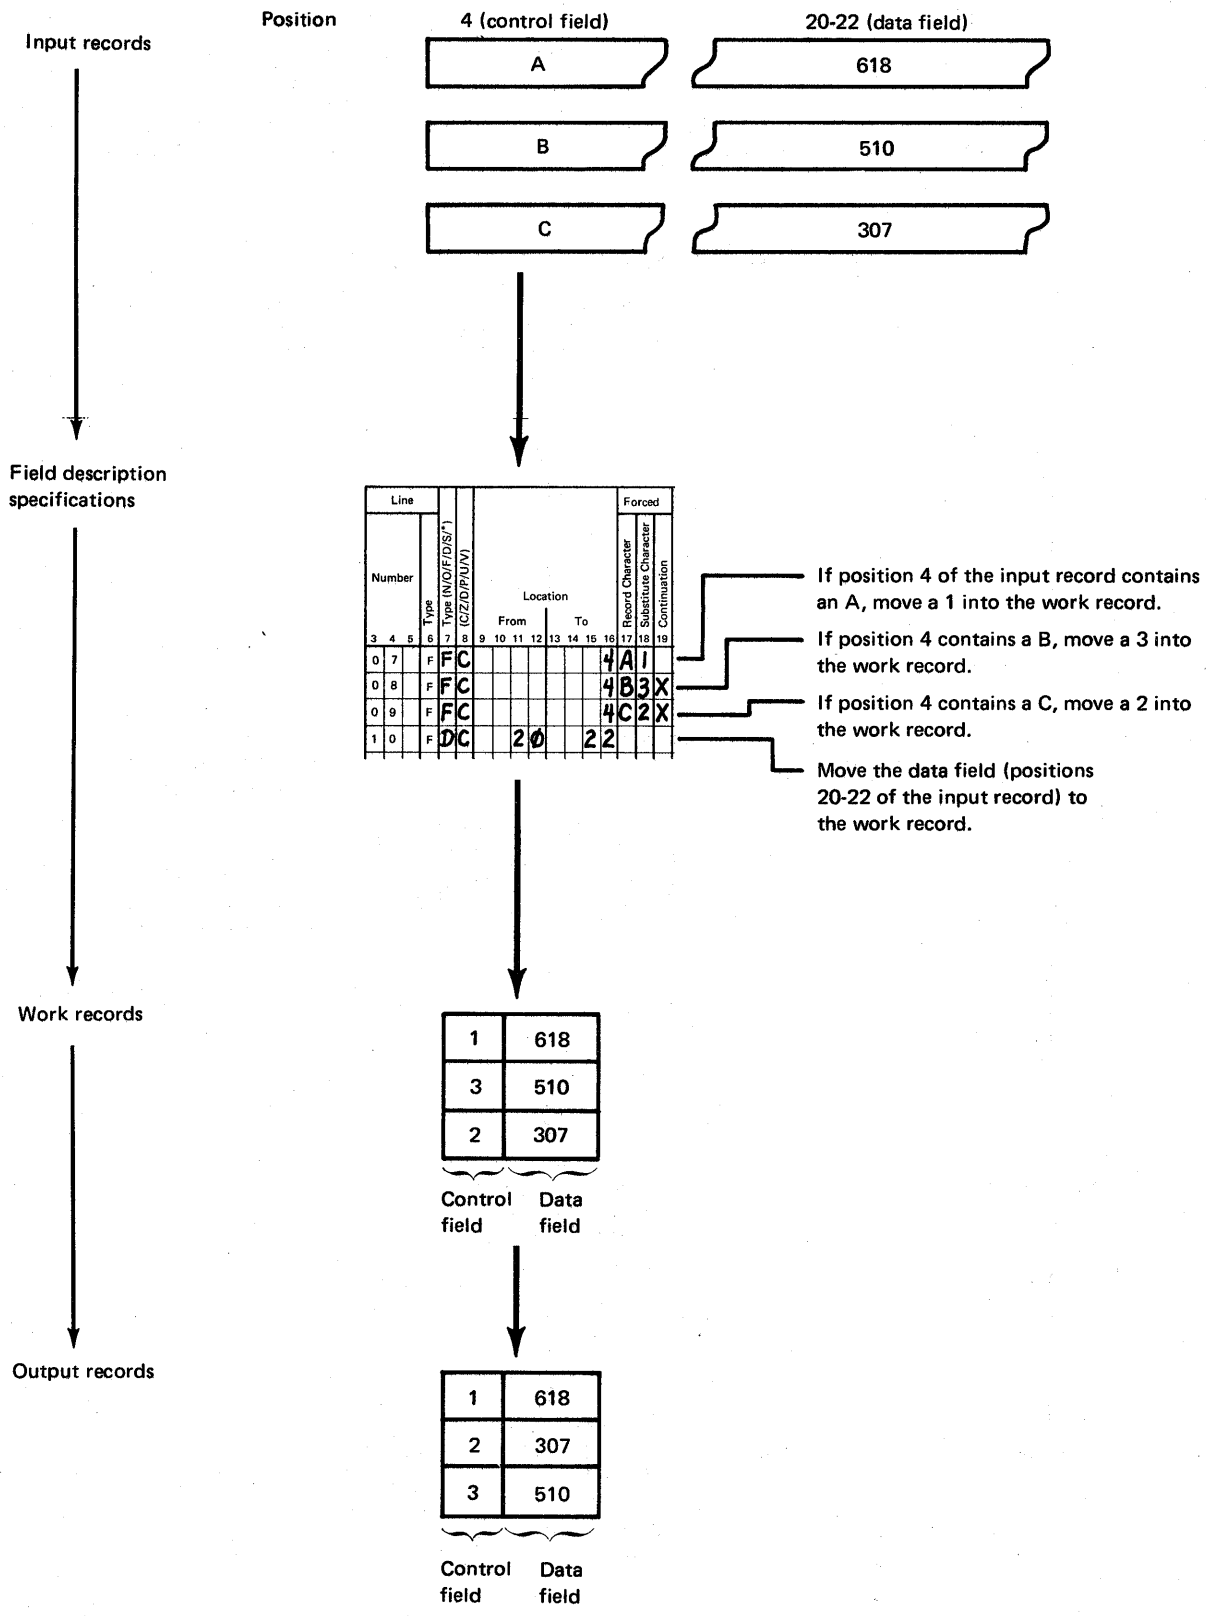 Position 4 (control field) 20-22 (data field)
Input records
A 618
B 510
C 307
Field description
specifications
Line Forced
Number Type Type (N/O/F/D/S/*) (C/Z/D/P/U/V) Location Record Character Substitute Character Continuation
From To
3 4 5 6 7 8 9 10 11 12 13 14 15 16 17 18 19
0 7 F F C 4 A 1
0 8 F F C 4 B 3 X
0 9 F F C 4 C 2 X
1 0 F D C 2 0 2 2
If position 4 of the input record contains
an A, move a 1 into the work record.
If position 4 contains a B, move a 3 into
the work record.
If position 4 contains a C, move a 2 into
the work record.
Move the data field (positions
20-22 of the input record) to
the work record.
Work records
1 618
3 510
2 307
Control Data
field field
Output records
1 618
2 307
3 510
Control Data
field field